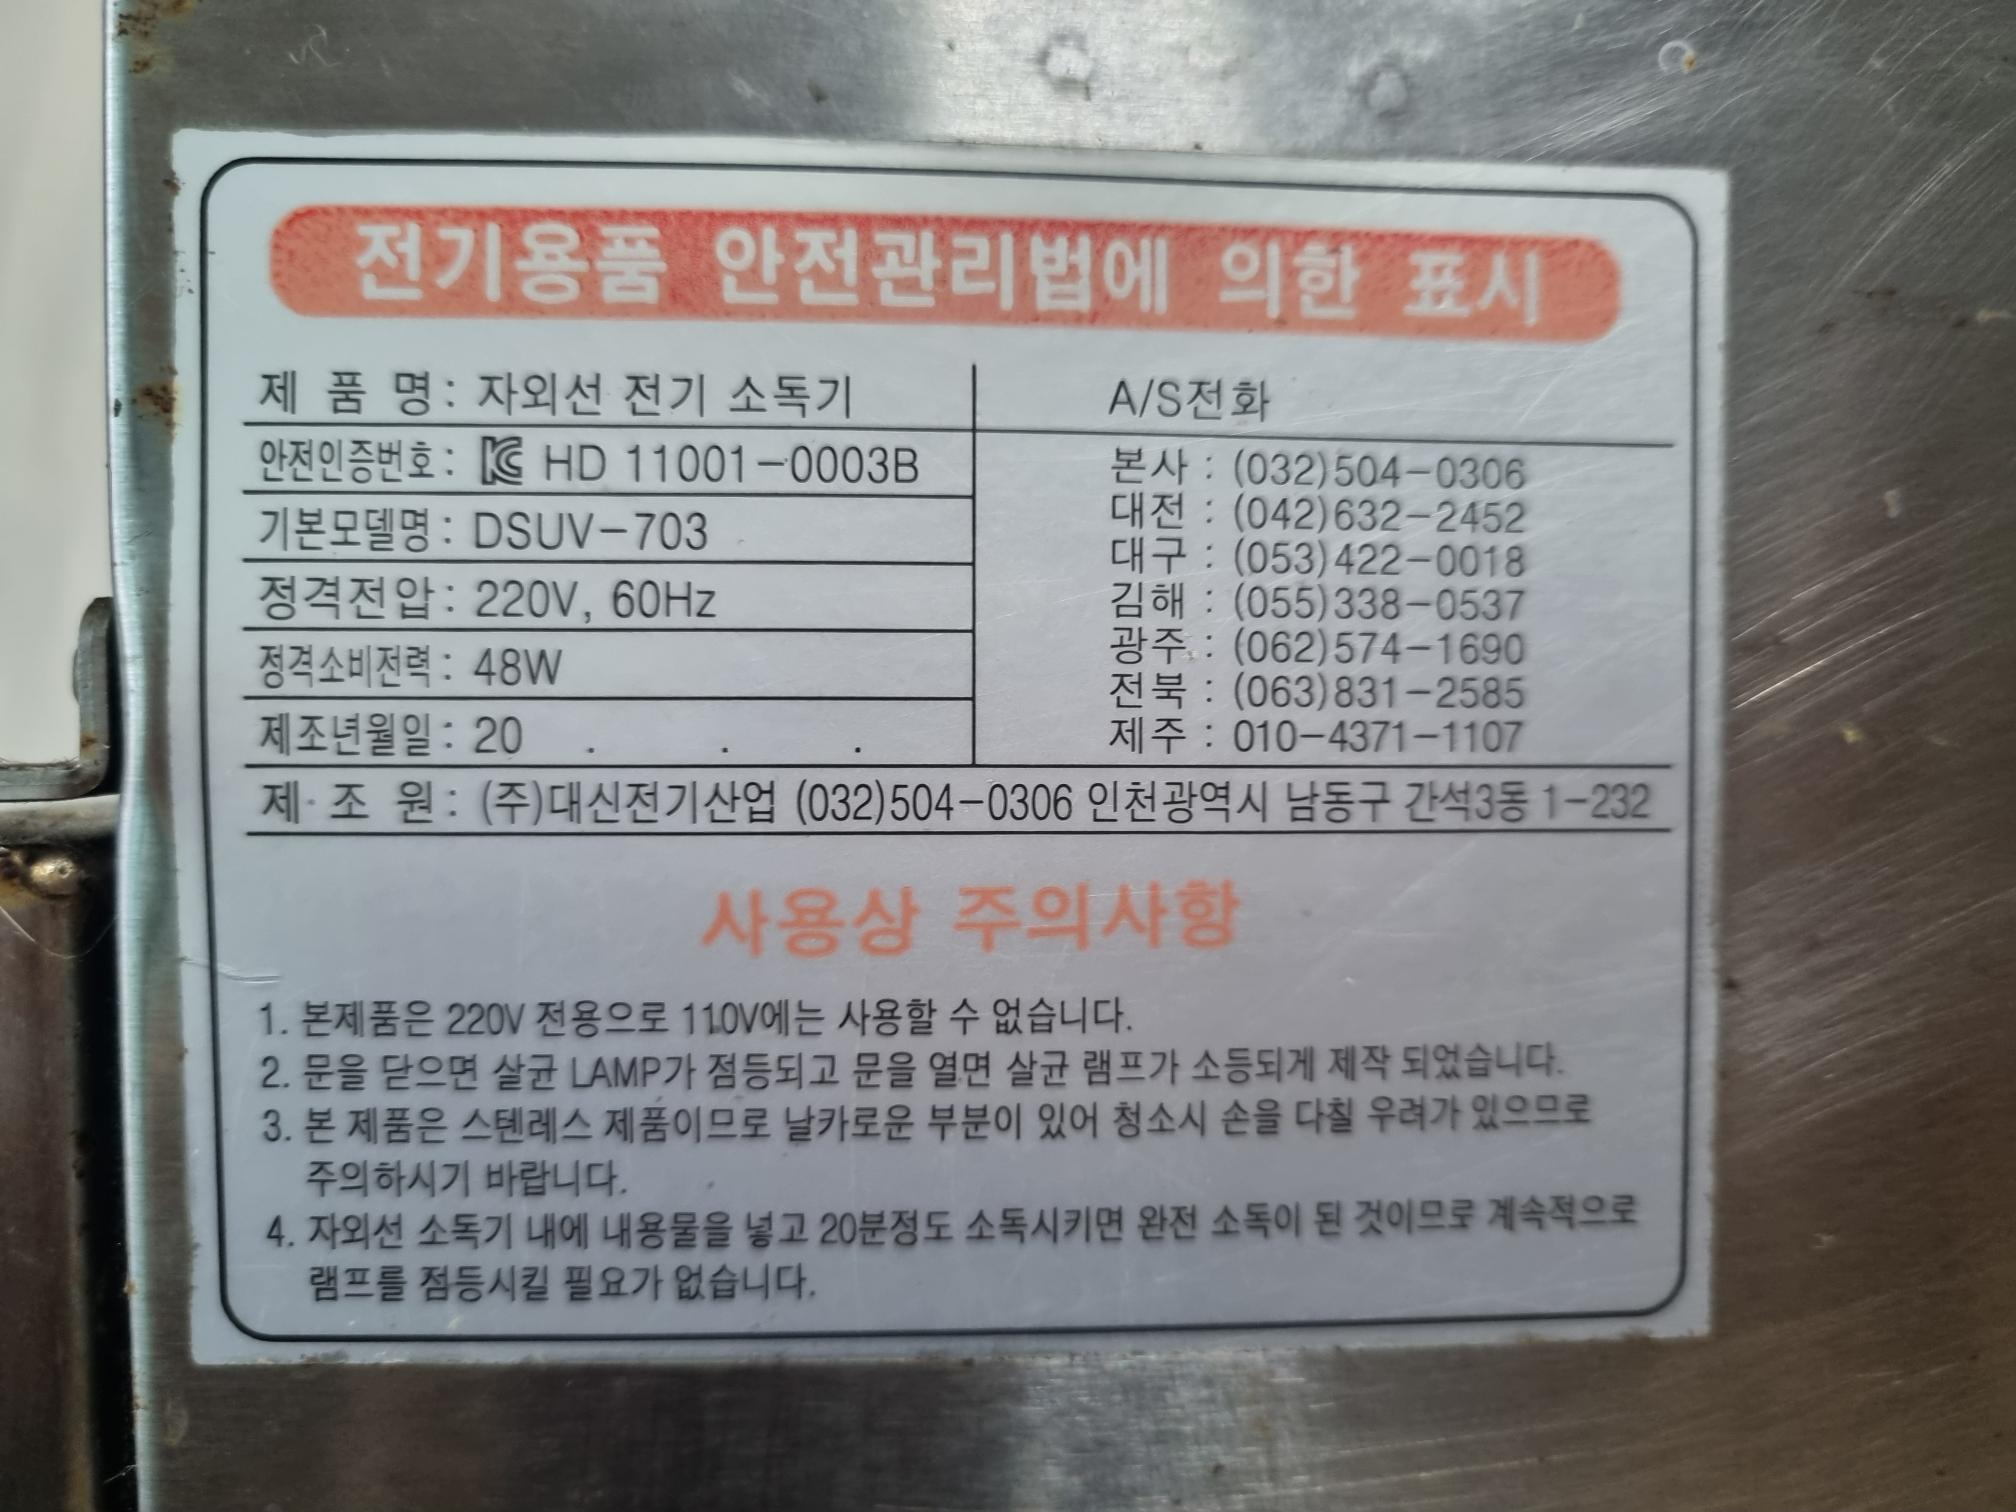 전기용품 안전관리법에 의한 표시
제 품 명 : 자외선 전기 소독기
안전인증번호 : KC HD 11001-0003B
기본모델명 : DSUV-703
정격전압 : 220V, 60Hz
정격소비전력 : 48W
제조년월일 : 20 . . .
A/S전화
본사 : (032)504-0306
대전 : (042)632-2452
대구 : (053)422-0018
김해 : (055)338-0537
광주 : (062)574-1690
전북 : (063)831-2585
제주 : 010-4371-1107
제 조 원 : (주)대신전기산업 (032)504-0306 인천광역시 남동구 간석3동 1-232
사용상 주의사항
1. 본제품은 220V 전용으로 110V에는 사용할 수 없습니다.
2. 문을 닫으면 살균 LAMP가 점등되고 문을 열면 살균 램프가 소등되게 제작 되었습니다.
3. 본 제품은 스텐레스 제품이므로 날카로운 부분이 있어 청소시 손을 다칠 우려가 있으므로
주의하시기 바랍니다.
4. 자외선 소독기 내에 내용물을 넣고 20분정도 소독시키면 완전 소독이 된 것이므로 계속적으로
램프를 점등시킬 필요가 없습니다.